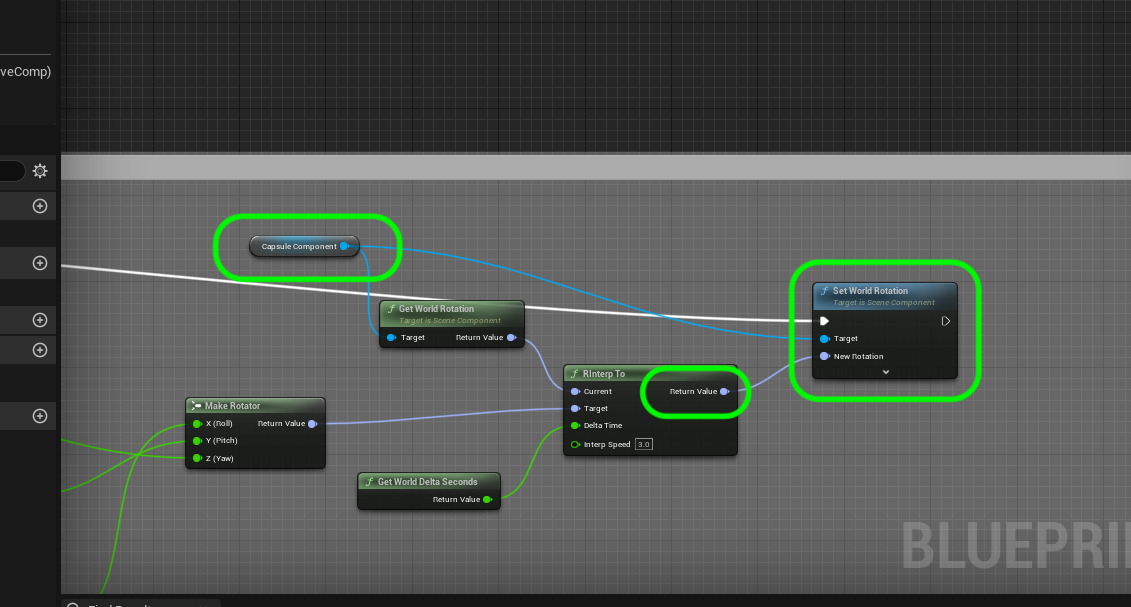 veComp)
Capsule Component
Get World Rotation
Target is Scene Component
Target
Return Value
Set World Rotation
Target is Scene Component
Target
New Rotation
RInterp To
Current
Return Value
Target
Delta Time
Interp Speed 3.0
Make Rotator
X (Roll)
Return Value
Y (Pitch)
Z (Yaw)
Get World Delta Seconds
Return Value
BLUEPRI